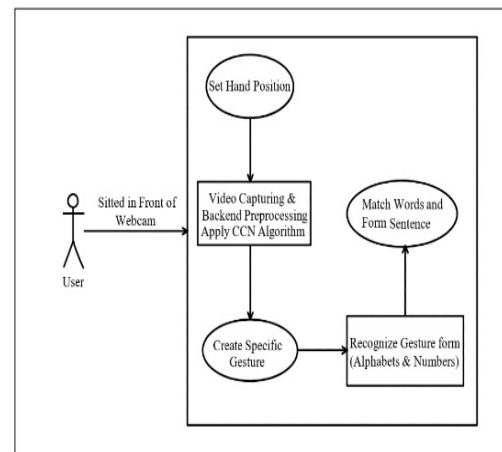 Set Hand Position
Sitted in Front of
Webcam
User
Video Capturing &
Backend Preprocessing
Apply CCN Algorithm
Match Words and
Form Sentence
Create Specific
Gesture
Recognize Gesture form
(Alphabets & Numbers)